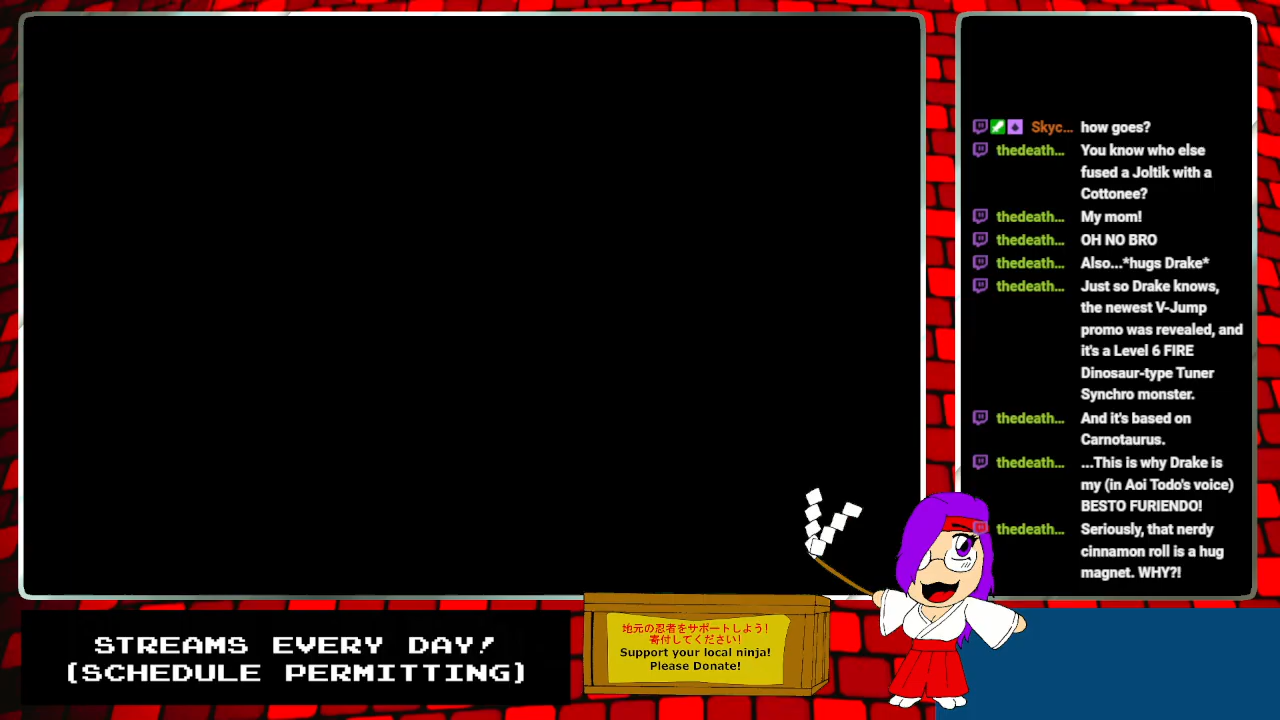 Skyc... how goes?
thedeath... You know who else
fused a Joltik with a
Cottonee?
thedeath... My mom!
thedeath... OH NO BRO
thedeath... Also...*hugs Drake*
thedeath... Just so Drake knows,
the newest V-Jump
promo was revealed, and
it's a Level 6 FIRE
Dinosaur-type Tuner
Synchro monster.
thedeath... And it's based on
Carnotaurus.
thedeath... ...This is why Drake is
my (in Aoi Todo's voice)
BESTO FURIENDO!
thedeath... Seriously, that nerdy
cinnamon roll is a hug
magnet. WHY?!
STREAMS EVERY DAY!
(SCHEDULE PERMITTING)
地元の忍者をサポートしよう!
寄付してください!
Support your local ninja!
Please Donate!